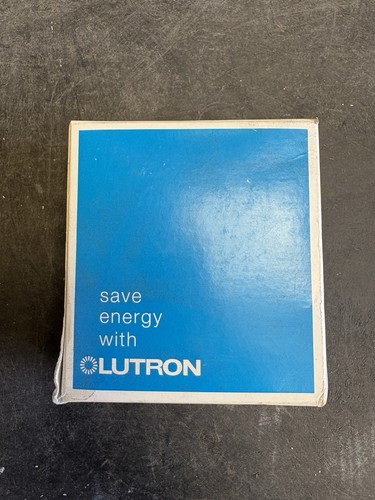 save
energy
with
LUTRON